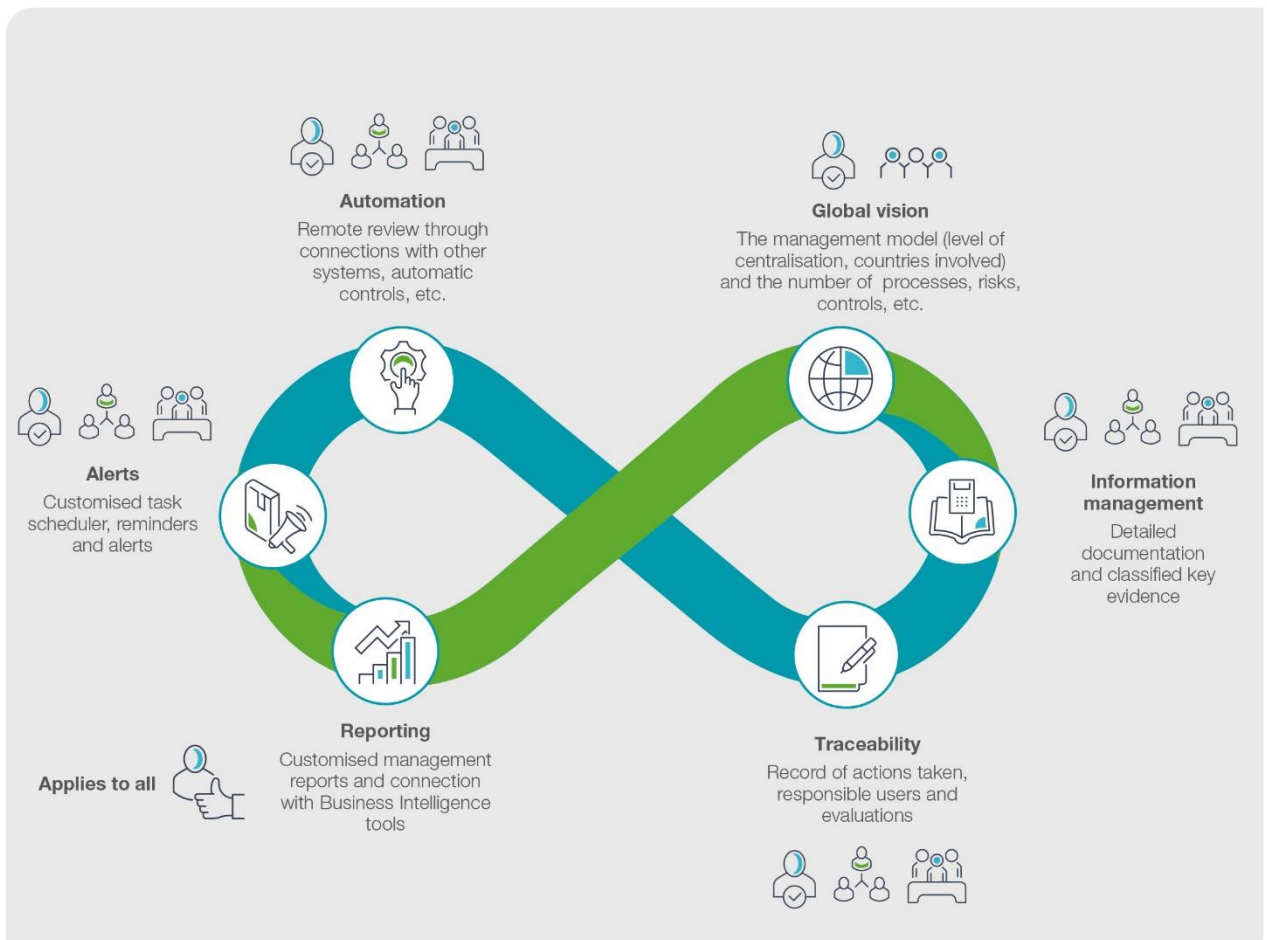 Automation
Remote review through
connections with other
systems, automatic
controls, etc.
Global vision
The management model (level of
centralisation, countries involved)
and the number of processes, risks,
controls, etc.
Alerts
Customised task
scheduler, reminders
and alerts
Information
management
Detailed
documentation
and classified key
evidence
Reporting
Customised management
reports and connection
with Business Intelligence
tools
Applies to all
Traceability
Record of actions taken,
responsible users and
evaluations